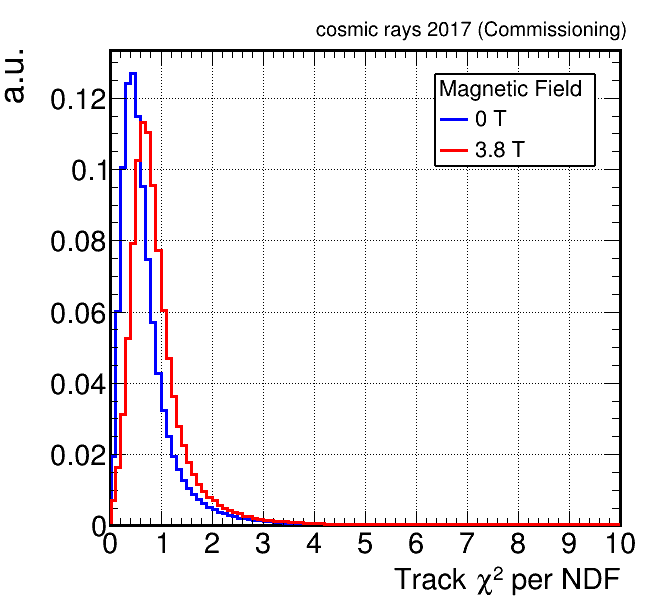 cosmic rays 2017 (Commissioning)
a.u.
Magnetic Field
0 T
3.8 T
0.12
0.1
0.08
0.06
0.04
0.02
0
0 1 2 3 4 5 6 7 8 9 10
Track χ² per NDF